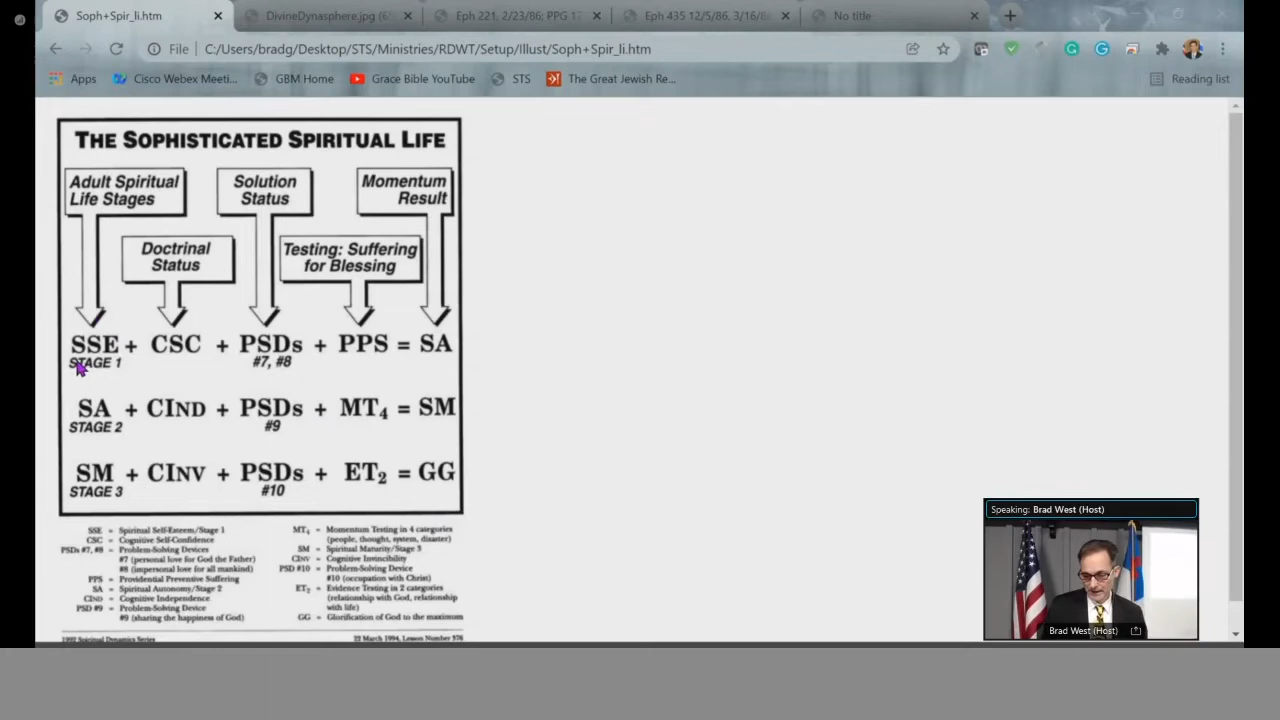 Soph+Spir_li.htm
DivineDynasphere.jpg (6
Eph 221, 2/23/86; PPG 1
Eph 435 12/5/86, 3/16/8
No title
File
C:/Users/bradg/Desktop/STS/Ministries/RDWT/Setup/Illust/Soph+Spir_li.htm
Apps
Cisco Webex Meeti...
GBM Home
Grace Bible YouTube
STS
The Great Jewish Re...
Reading list
THE SOPHISTICATED SPIRITUAL LIFE
Adult Spiritual
Life Stages
Solution
Status
Momentum
Result
Doctrinal
Status
Testing: Suffering
for Blessing
SSE + CSC + PSDs + PPS = SA
STAGE 1 #7, #8
SA + CIND + PSDs + MT4 = SM
STAGE 2 #9
SM + CINV + PSDs + ET2 = GG
STAGE 3 #10
SSE = Spiritual Self-Esteem/Stage 1
CSC = Cognitive Self-Confidence
PSDs #7, #8 = Problem-Solving Devices
#7 (personal love for God the Father)
#8 (impersonal love for all mankind)
PPS = Providential Preventive Suffering
SA = Spiritual Autonomy/Stage 2
CIND = Cognitive Independence
PSD #9 = Problem-Solving Device
#9 (sharing the happiness of God)
MT4 = Momentum Testing in 4 categories
(people, thought, system, disaster)
SM = Spiritual Maturity/Stage 3
CINV = Cognitive Invincibility
PSD #10 = Problem-Solving Device
#10 (occupation with Christ)
ET2 = Evidence Testing in 2 categories
(relationship with God, relationship
with life)
GG = Glorification of God to the maximum
1992 Spiritual Dynamics Series
22 March 1994, Lesson Number 576
Speaking: Brad West (Host)
Brad West (Host)